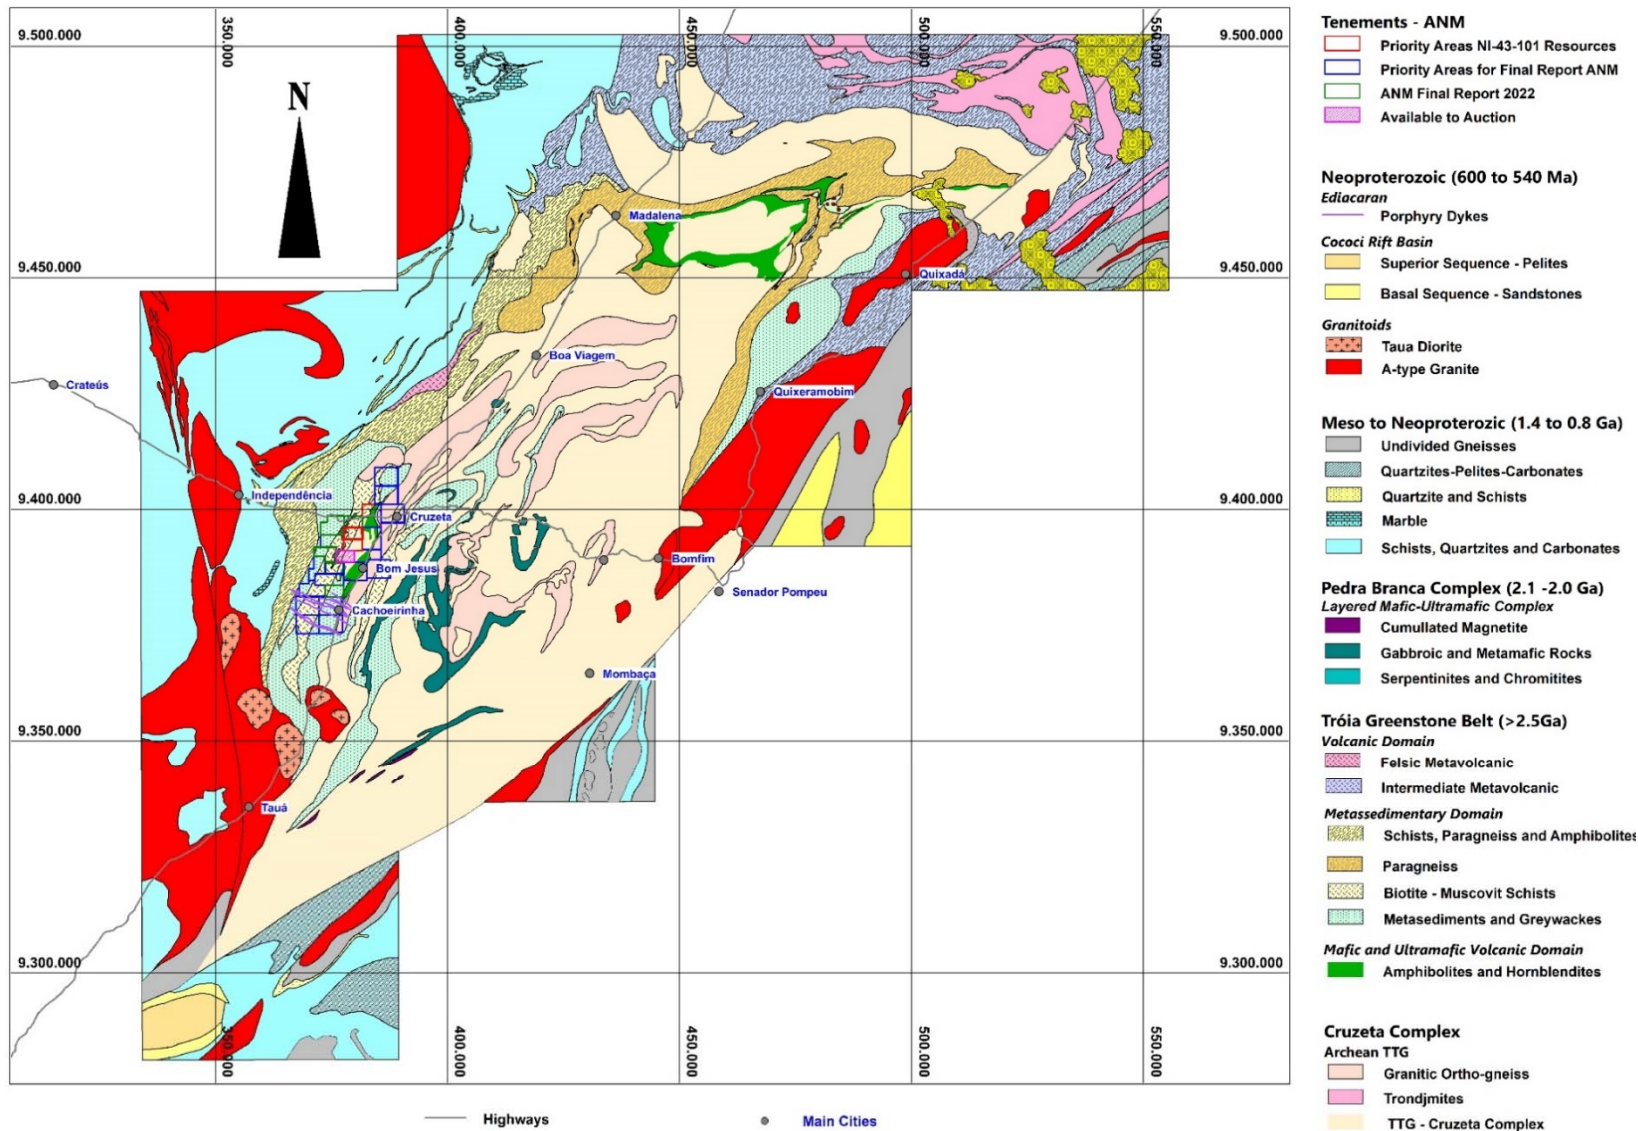 350.000
400.000
450.000
500.000
550.000
9.500.000
9.500.000
N
Madalena
9.450.000
Quixadá
9.450.000
Boa Viagem
Crateús
Quixeramobim
Independência
9.400.000
9.400.000
Cruzeta
Bom Jesus
Bomfim
Cachoeirinha
Senador Pompeu
Mombaça
9.350.000
9.350.000
Tauá
9.300.000
9.300.000
350.000
400.000
450.000
500.000
550.000
Highways
Main Cities
Tenements - ANM
Priority Areas NI-43-101 Resources
Priority Areas for Final Report ANM
ANM Final Report 2022
Available to Auction
Neoproterozoic (600 to 540 Ma)
Ediacaran
Porphyry Dykes
Cococi Rift Basin
Superior Sequence - Pelites
Basal Sequence - Sandstones
Granitoids
Taua Diorite
A-type Granite
Meso to Neoproterozic (1.4 to 0.8 Ga)
Undivided Gneisses
Quartzites-Pelites-Carbonates
Quartzite and Schists
Marble
Schists, Quartzites and Carbonates
Pedra Branca Complex (2.1 -2.0 Ga)
Layered Mafic-Ultramafic Complex
Cumullated Magnetite
Gabbroic and Metamafic Rocks
Serpentinites and Chromitites
Tróia Greenstone Belt (>2.5Ga)
Volcanic Domain
Felsic Metavolcanic
Intermediate Metavolcanic
Metassedimentary Domain
Schists, Paragneiss and Amphibolites
Paragneiss
Biotite - Muscovit Schists
Metasediments and Greywackes
Mafic and Ultramafic Volcanic Domain
Amphibolites and Hornblendites
Cruzeta Complex
Archean TTG
Granitic Ortho-gneiss
Trondjmites
TTG - Cruzeta Complex